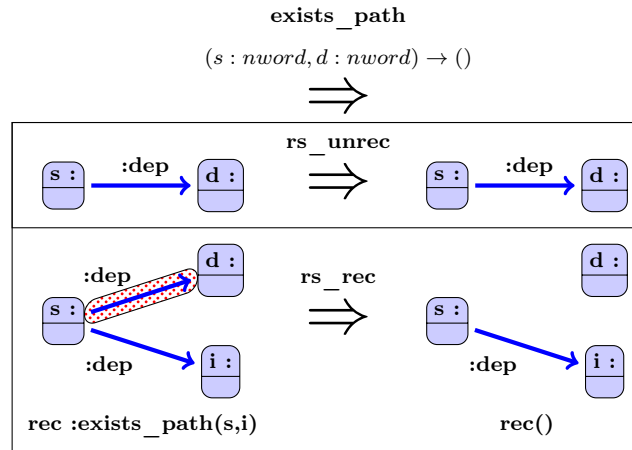 exists_path
(s : nword, d : nword) → ()
⇒
rs_unrec
s : :dep d : ⇒ s : :dep d :
rs_rec
:dep d : ⇒ d :
s : s :
:dep i : :dep i :
rec :exists_path(s,i) rec()